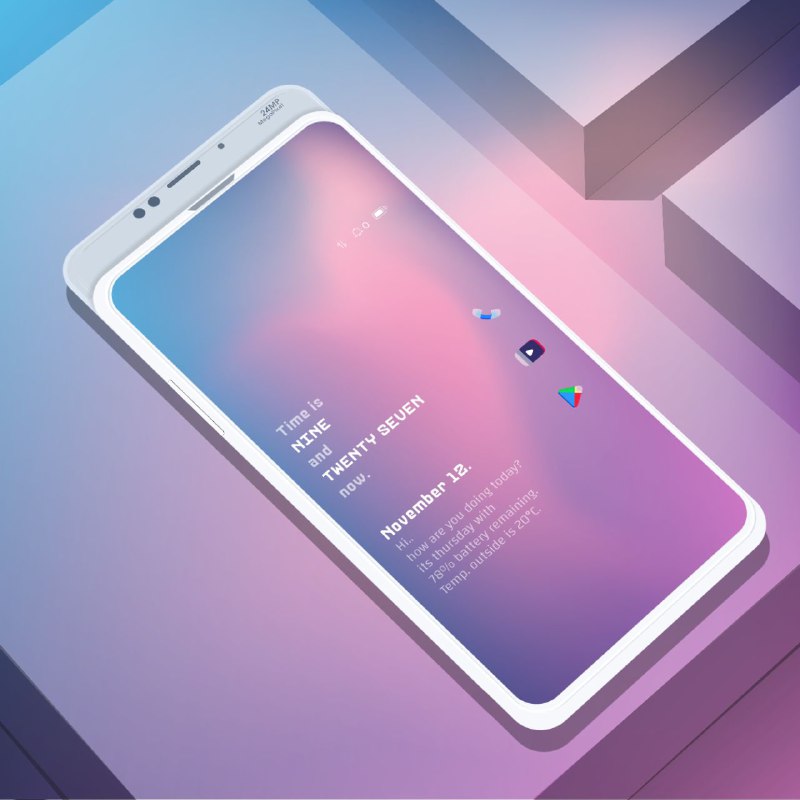 24MP
Time is
NINE
and
TWENTY SEVEN
now.
November 12.
Hi..
how are you doing today?
its thursday with
78% battery remaining.
Temp. outside is 20°C.